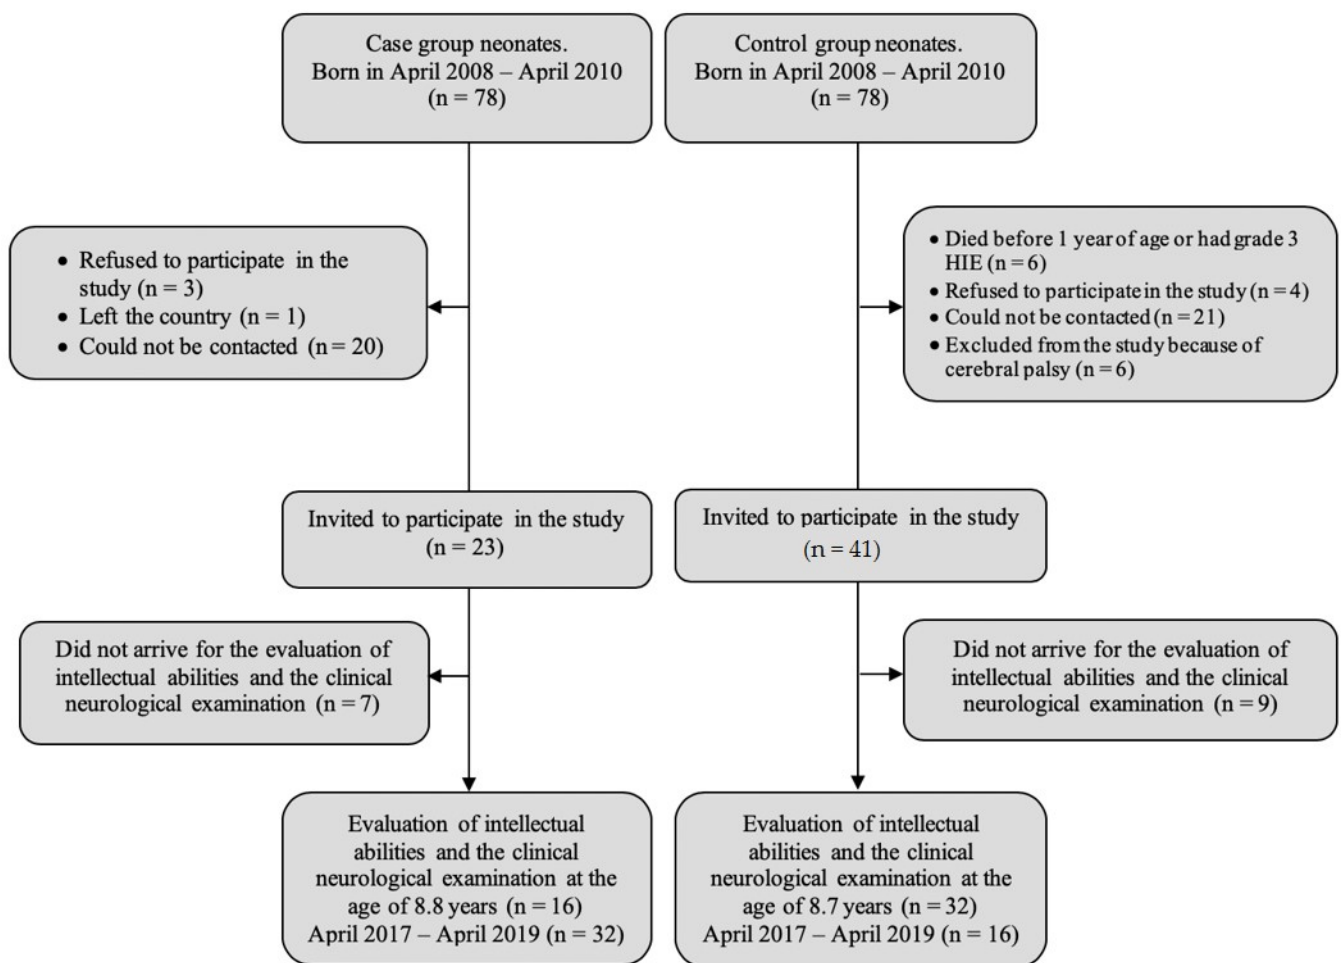 Case group neonates.
Born in April 2008 – April 2010
(n = 78)
Control group neonates.
Born in April 2008 – April 2010
(n = 78)
• Refused to participate in the
study (n = 3)
• Left the country (n = 1)
• Could not be contacted (n = 20)
• Died before 1 year of age or had grade 3
HIE (n = 6)
• Refused to participate in the study (n = 4)
• Could not be contacted (n = 21)
• Excluded from the study because of
cerebral palsy (n = 6)
Invited to participate in the study
(n = 23)
Invited to participate in the study
(n = 41)
Did not arrive for the evaluation of
intellectual abilities and the clinical
neurological examination (n = 7)
Did not arrive for the evaluation of
intellectual abilities and the clinical
neurological examination (n = 9)
Evaluation of intellectual
abilities and the clinical
neurological examination at the
age of 8.8 years (n = 16)
April 2017 – April 2019 (n = 32)
Evaluation of intellectual
abilities and the clinical
neurological examination at the
age of 8.7 years (n = 32)
April 2017 – April 2019 (n = 16)